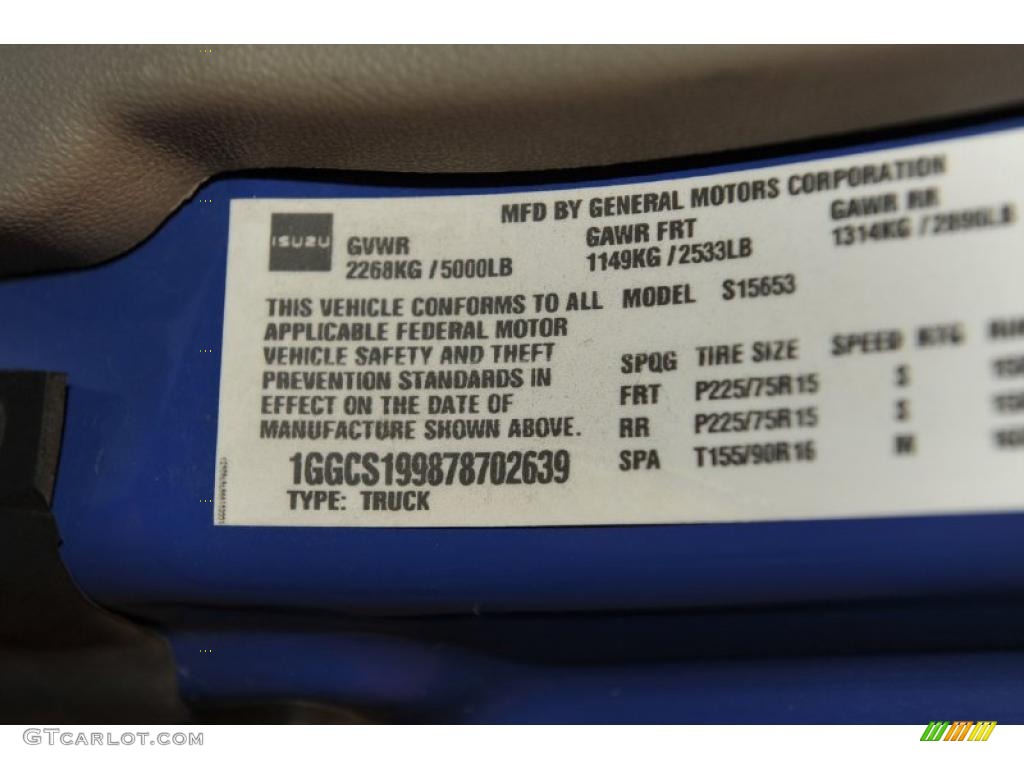 MFD BY GENERAL MOTORS CORPORATION
ISUZU
GVWR GAWR FRT GAWR RR
2268KG / 5000LB 1149KG / 2533LB 1314KG / 2896LB
THIS VEHICLE CONFORMS TO ALL MODEL S15653
APPLICABLE FEDERAL MOTOR
VEHICLE SAFETY AND THEFT
PREVENTION STANDARDS IN
EFFECT ON THE DATE OF
MANUFACTURE SHOWN ABOVE.
SPQG TIRE SIZE SPEED RTG
FRT P225/75R15 S
RR P225/75R15 S
SPA T155/90R16 M
1GGCS199878702639
TYPE: TRUCK
GTCarlot.com